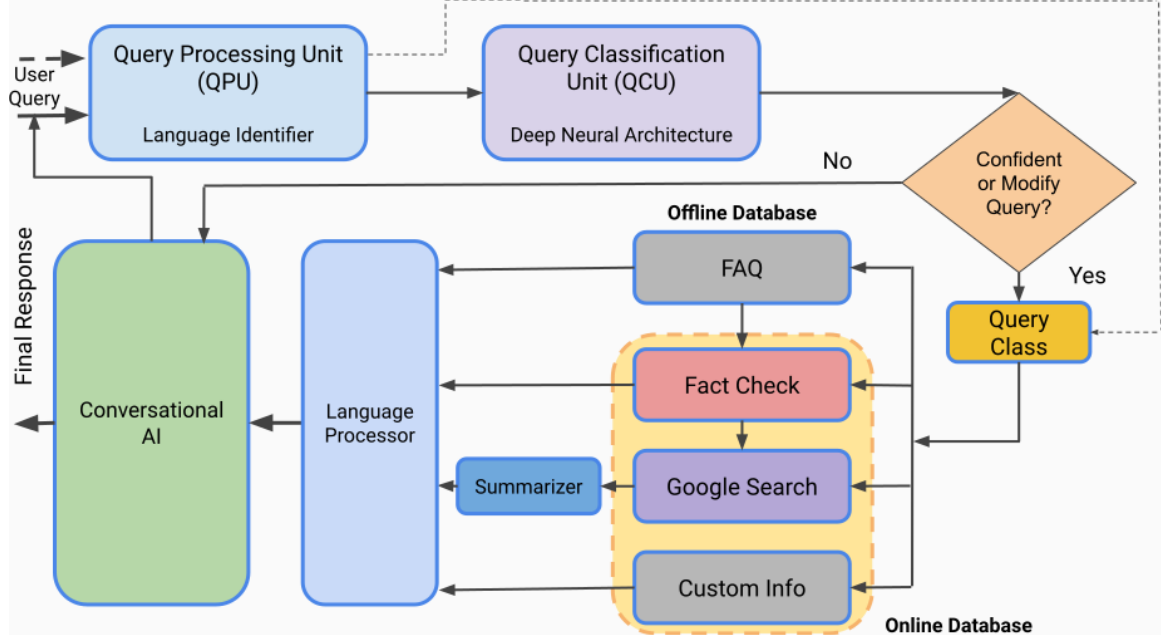 Query Processing Unit
(QPU)
Language Identifier
Query Classification
Unit (QCU)
Deep Neural Architecture
User
Query
No
Confident
or Modify
Query?
Yes
Query
Class
Offline Database
FAQ
Fact Check
Google Search
Custom Info
Online Database
Summarizer
Language
Processor
Conversational
AI
Final Response